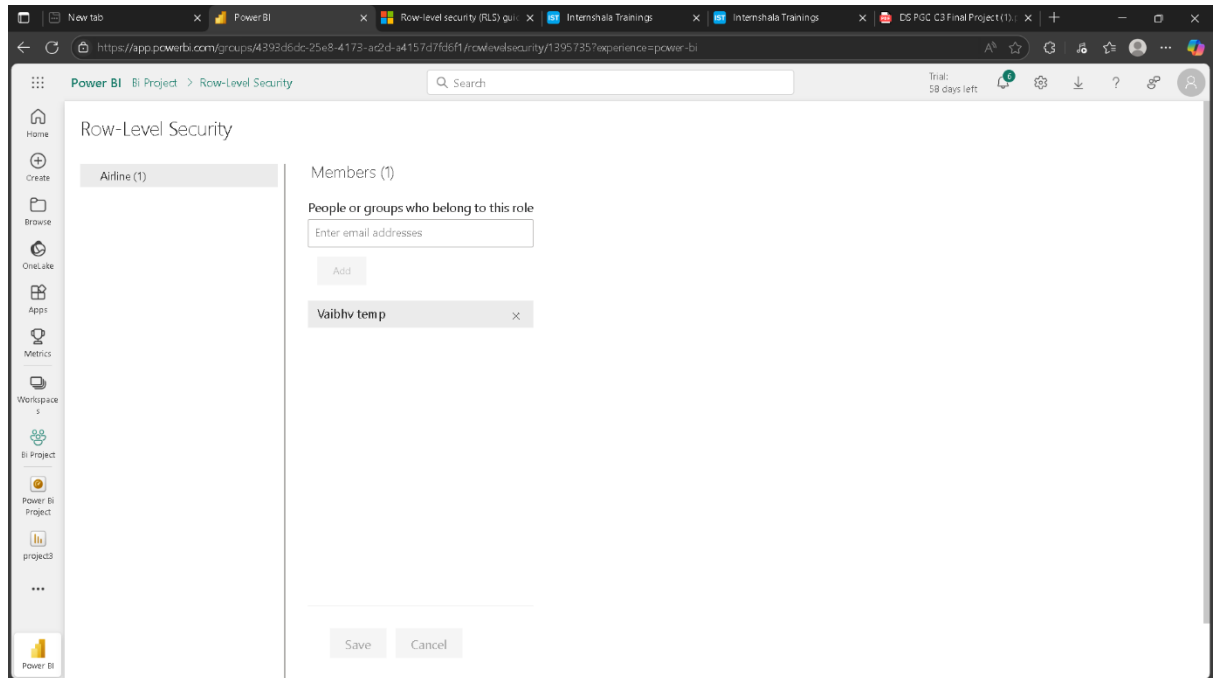 New tab
Power BI
Row-level security (RLS) guid
IST Internshala Trainings
IST Internshala Trainings
DS PGC C3 Final Project (1).p
https://app.powerbi.com/groups/4393d6dc-25e8-4173-ac2d-a4157d7fd6f1/rowlevelsecurity/1395735?experience=power-bi
Power BI Bi Project > Row-Level Security
Search
Trial:
58 days left
6
Home
Create
Browse
OneLake
Apps
Metrics
Workspace
s
Bi Project
Power Bi
Project
project3
Power BI
Row-Level Security
Airline (1)
Members (1)
People or groups who belong to this role
Enter email addresses
Add
Vaibhv temp
Save Cancel